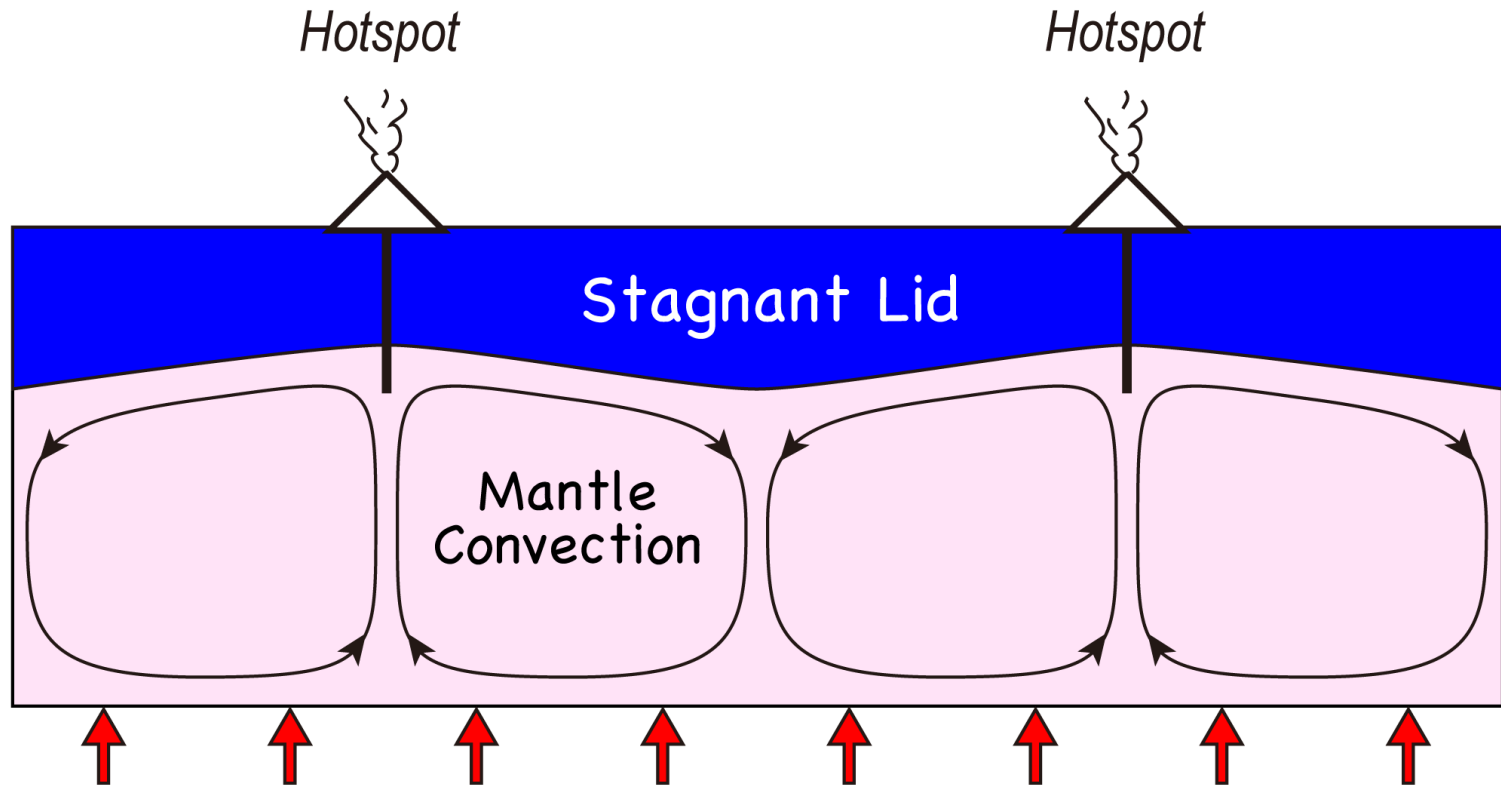 Hotspot
Hotspot
Stagnant Lid
Mantle
Convection